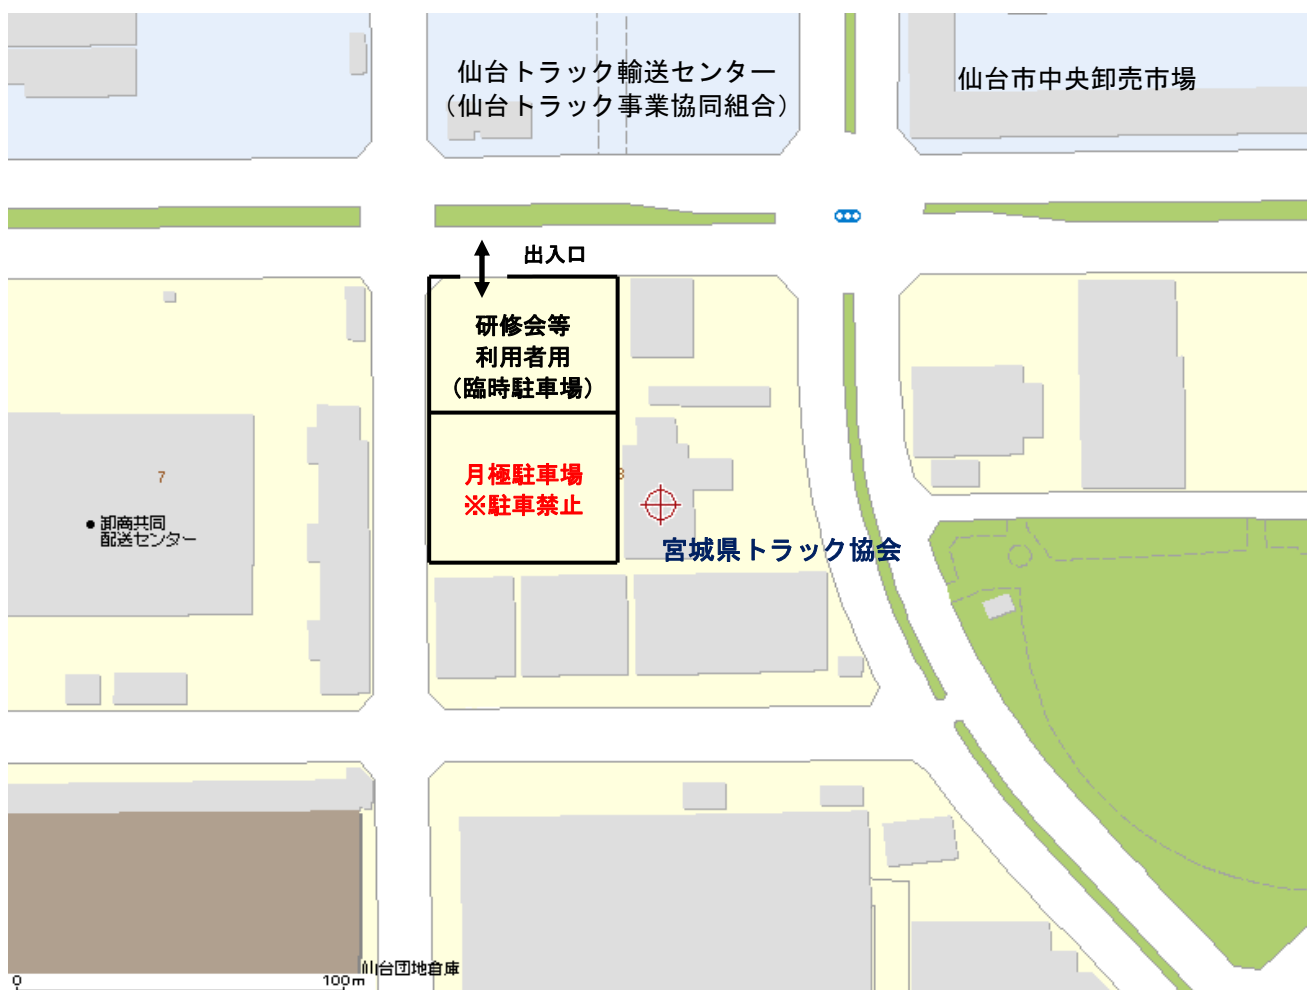 仙台トラック輸送センター
（仙台トラック事業協同組合）
仙台市中央卸売市場
出入口
研修会等
利用者用
（臨時駐車場）
月極駐車場
※駐車禁止
7
卸商共同
配送センター
宮城県トラック協会
仙台団地倉庫
0
100m